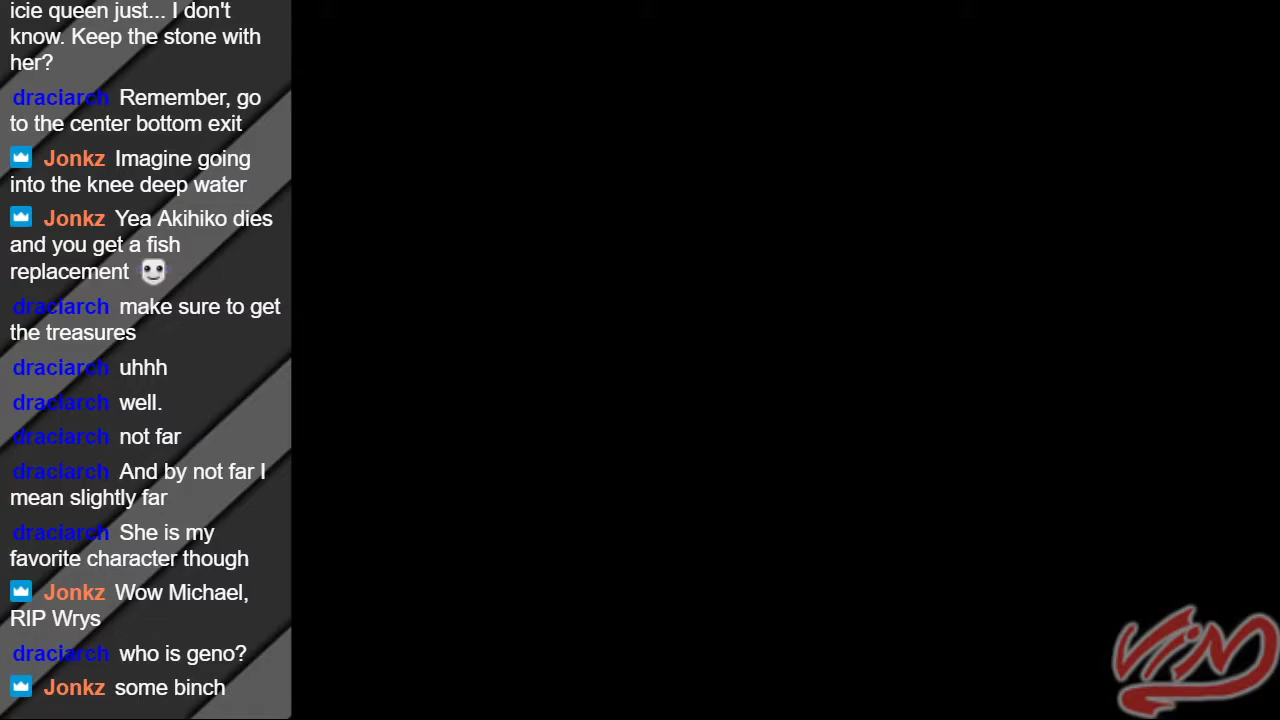 icie queen just... I don't
know. Keep the stone with
her?
draciarch Remember, go
to the center bottom exit
Jonkz Imagine going
into the knee deep water
Jonkz Yea Akihiko dies
and you get a fish
replacement
draciarch make sure to get
the treasures
draciarch uhhh
draciarch well.
draciarch not far
draciarch And by not far I
mean slightly far
draciarch She is my
favorite character though
Jonkz Wow Michael,
RIP Wrys
draciarch who is geno?
Jonkz some binch
VIM